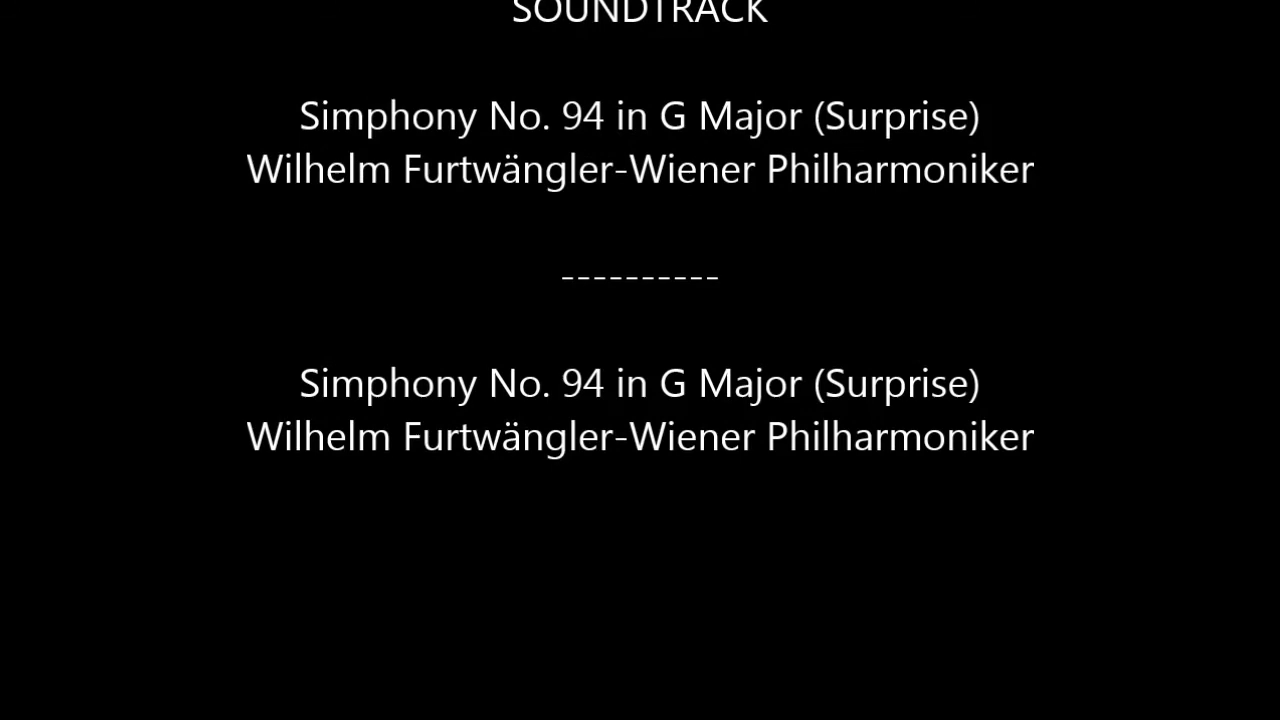 SOUNDTRACK
Simphony No. 94 in G Major (Surprise)
Wilhelm Furtwängler-Wiener Philharmoniker
----------
Simphony No. 94 in G Major (Surprise)
Wilhelm Furtwängler-Wiener Philharmoniker